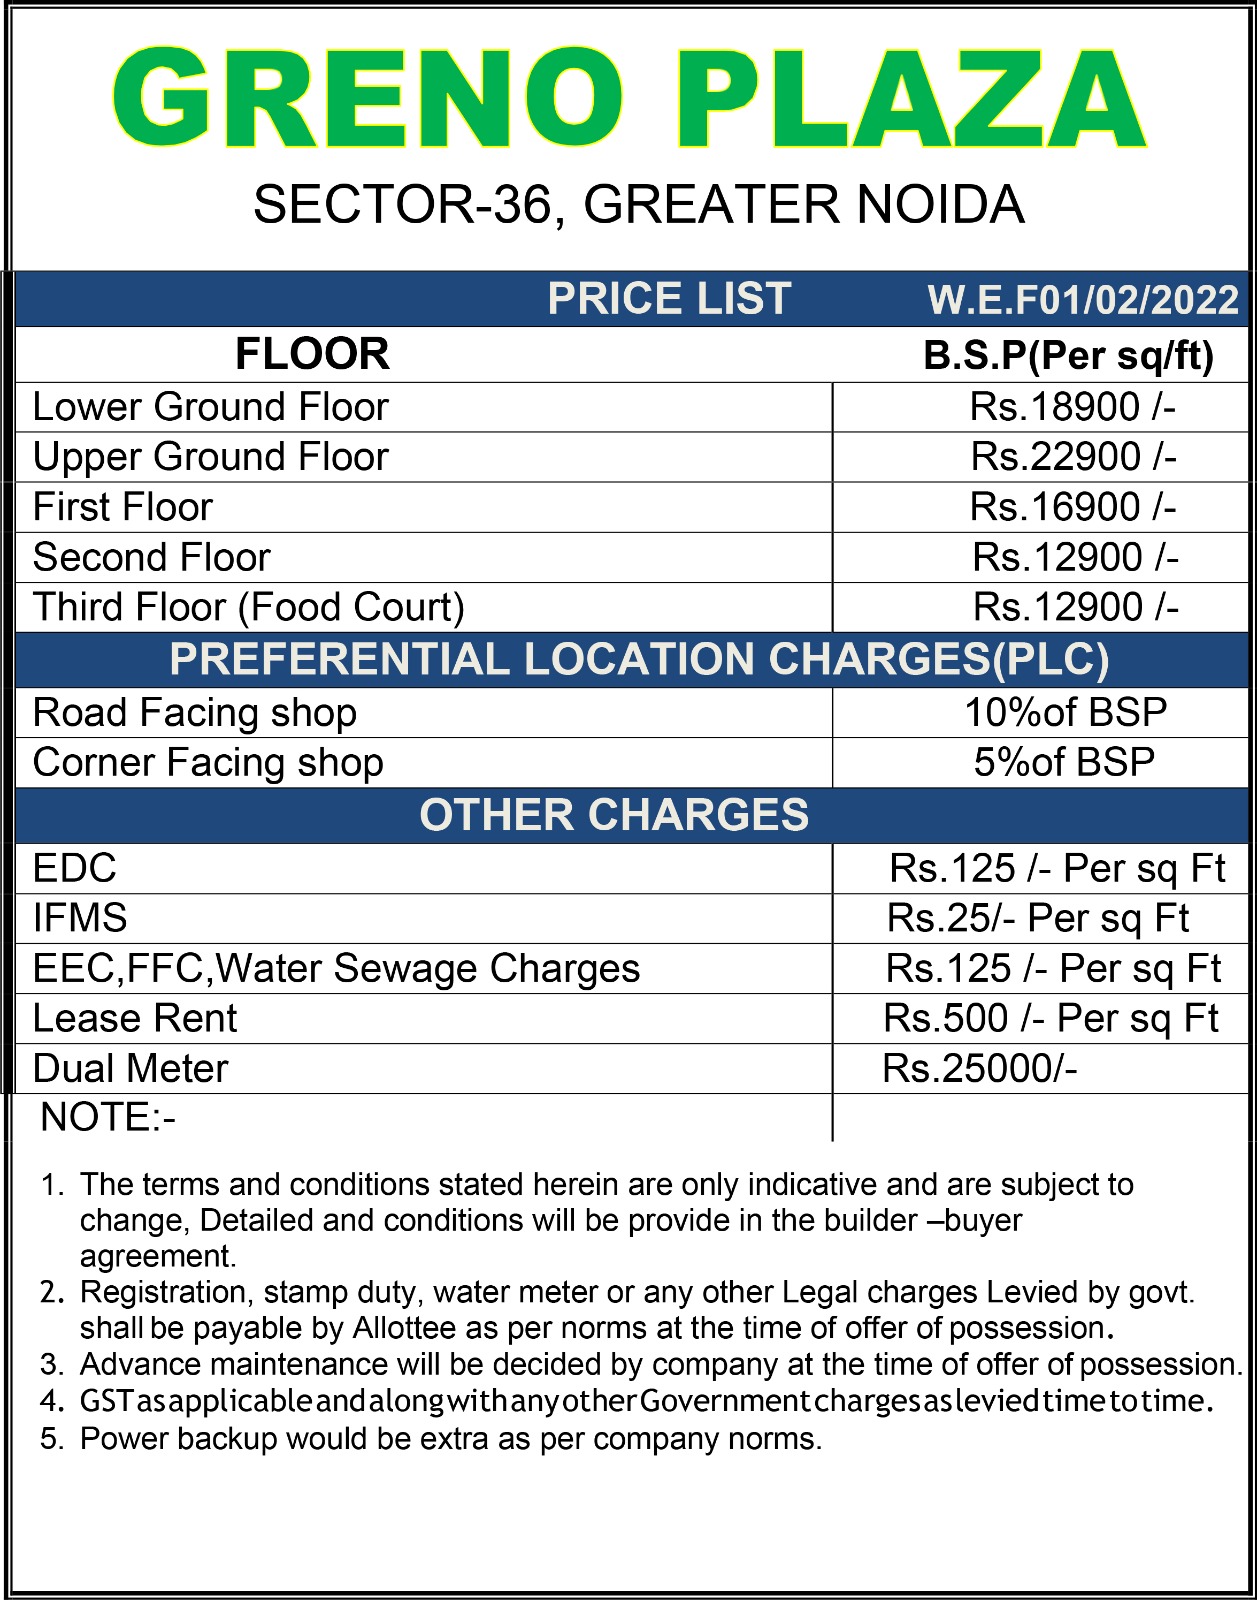 GRENO PLAZA
SECTOR-36, GREATER NOIDA
PRICE LIST W.E.F01/02/2022
FLOOR B.S.P(Per sq/ft)
Lower Ground Floor Rs.18900 /-
Upper Ground Floor Rs.22900 /-
First Floor Rs.16900 /-
Second Floor Rs.12900 /-
Third Floor (Food Court) Rs.12900 /-
PREFERENTIAL LOCATION CHARGES(PLC)
Road Facing shop 10%of BSP
Corner Facing shop 5%of BSP
OTHER CHARGES
EDC Rs.125 /- Per sq Ft
IFMS Rs.25/- Per sq Ft
EEC,FFC,Water Sewage Charges Rs.125 /- Per sq Ft
Lease Rent Rs.500 /- Per sq Ft
Dual Meter Rs.25000/-
NOTE:-
1. The terms and conditions stated herein are only indicative and are subject to
change, Detailed and conditions will be provide in the builder –buyer
agreement.
2. Registration, stamp duty, water meter or any other Legal charges Levied by govt.
shall be payable by Allottee as per norms at the time of offer of possession.
3. Advance maintenance will be decided by company at the time of offer of possession.
4. GST as applicable and along with any other Government charges as levied time to time.
5. Power backup would be extra as per company norms.